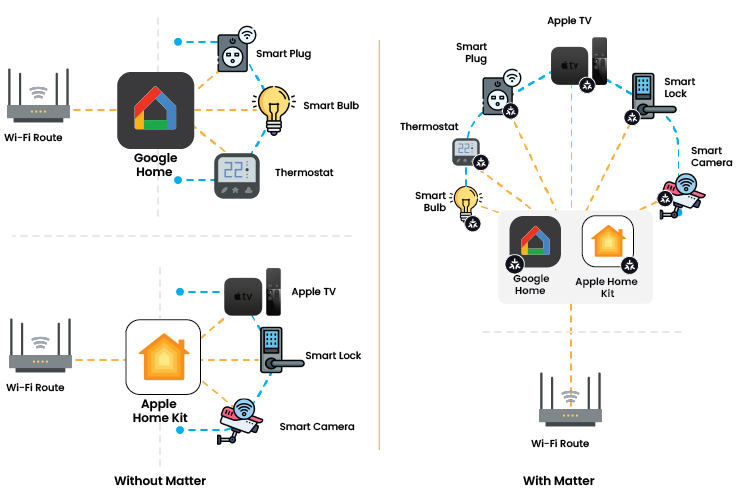 Smart Plug
Wi-Fi Route
Smart Bulb
Google
Home
22
Thermostat
Apple TV
tv
Wi-Fi Route
Smart Lock
Apple
Home Kit
Smart Camera
Without Matter
Apple TV
tv
Smart
Plug
Smart
Lock
Thermostat
22
Smart
Camera
Smart
Bulb
Google
Home
Apple Home
Kit
Wi-Fi Route
With Matter